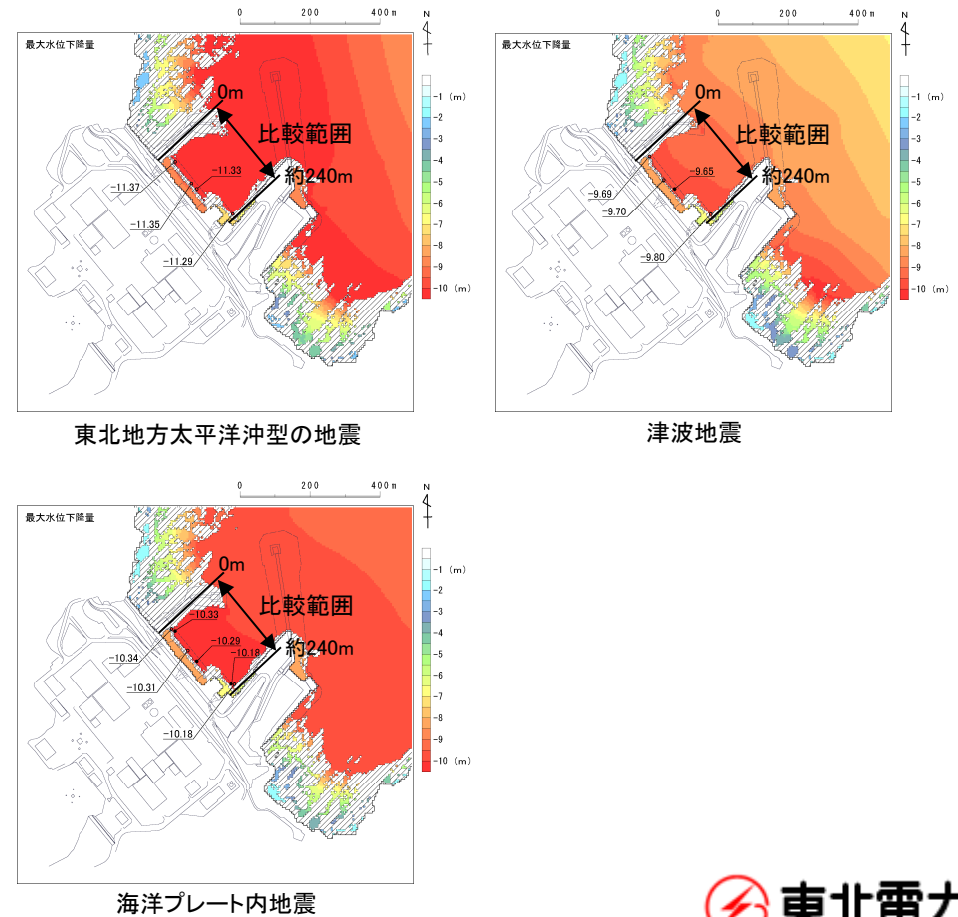 0 200 400 m
N
最大水位下降量
0m
比較範囲
約240m
-11.33
-11.37
-11.35
-11.29
-1 (m)
-2
-3
-4
-5
-6
-7
-8
-9
-10 (m)
東北地方太平洋沖型の地震
0 200 400 m
N
最大水位下降量
0m
比較範囲
約240m
-9.65
-9.69
-9.70
-9.80
-1 (m)
-2
-3
-4
-5
-6
-7
-8
-9
-10 (m)
津波地震
0 200 400 m
N
最大水位下降量
0m
比較範囲
約240m
-10.33
-10.29
-10.18
-10.34
-10.31
-10.18
-1 (m)
-2
-3
-4
-5
-6
-7
-8
-9
-10 (m)
海洋プレート内地震
東北電力